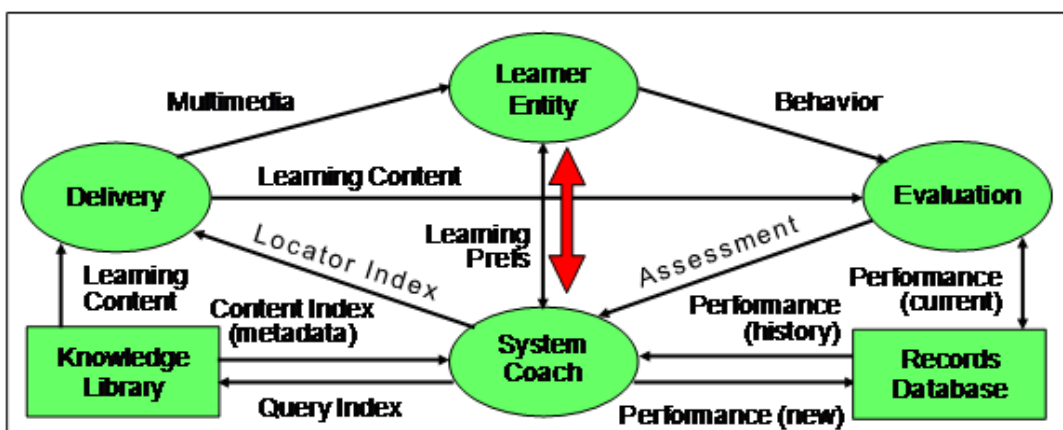 Learner
Entity
Multimedia
Behavior
Delivery
Learning Content
Evaluation
Locator Index
Learning
Prefs
Assessment
Learning
Content
Content Index
(metadata)
Performance
(history)
Performance
(current)
Knowledge
Library
System
Coach
Records
Database
Query Index
Performance (new)